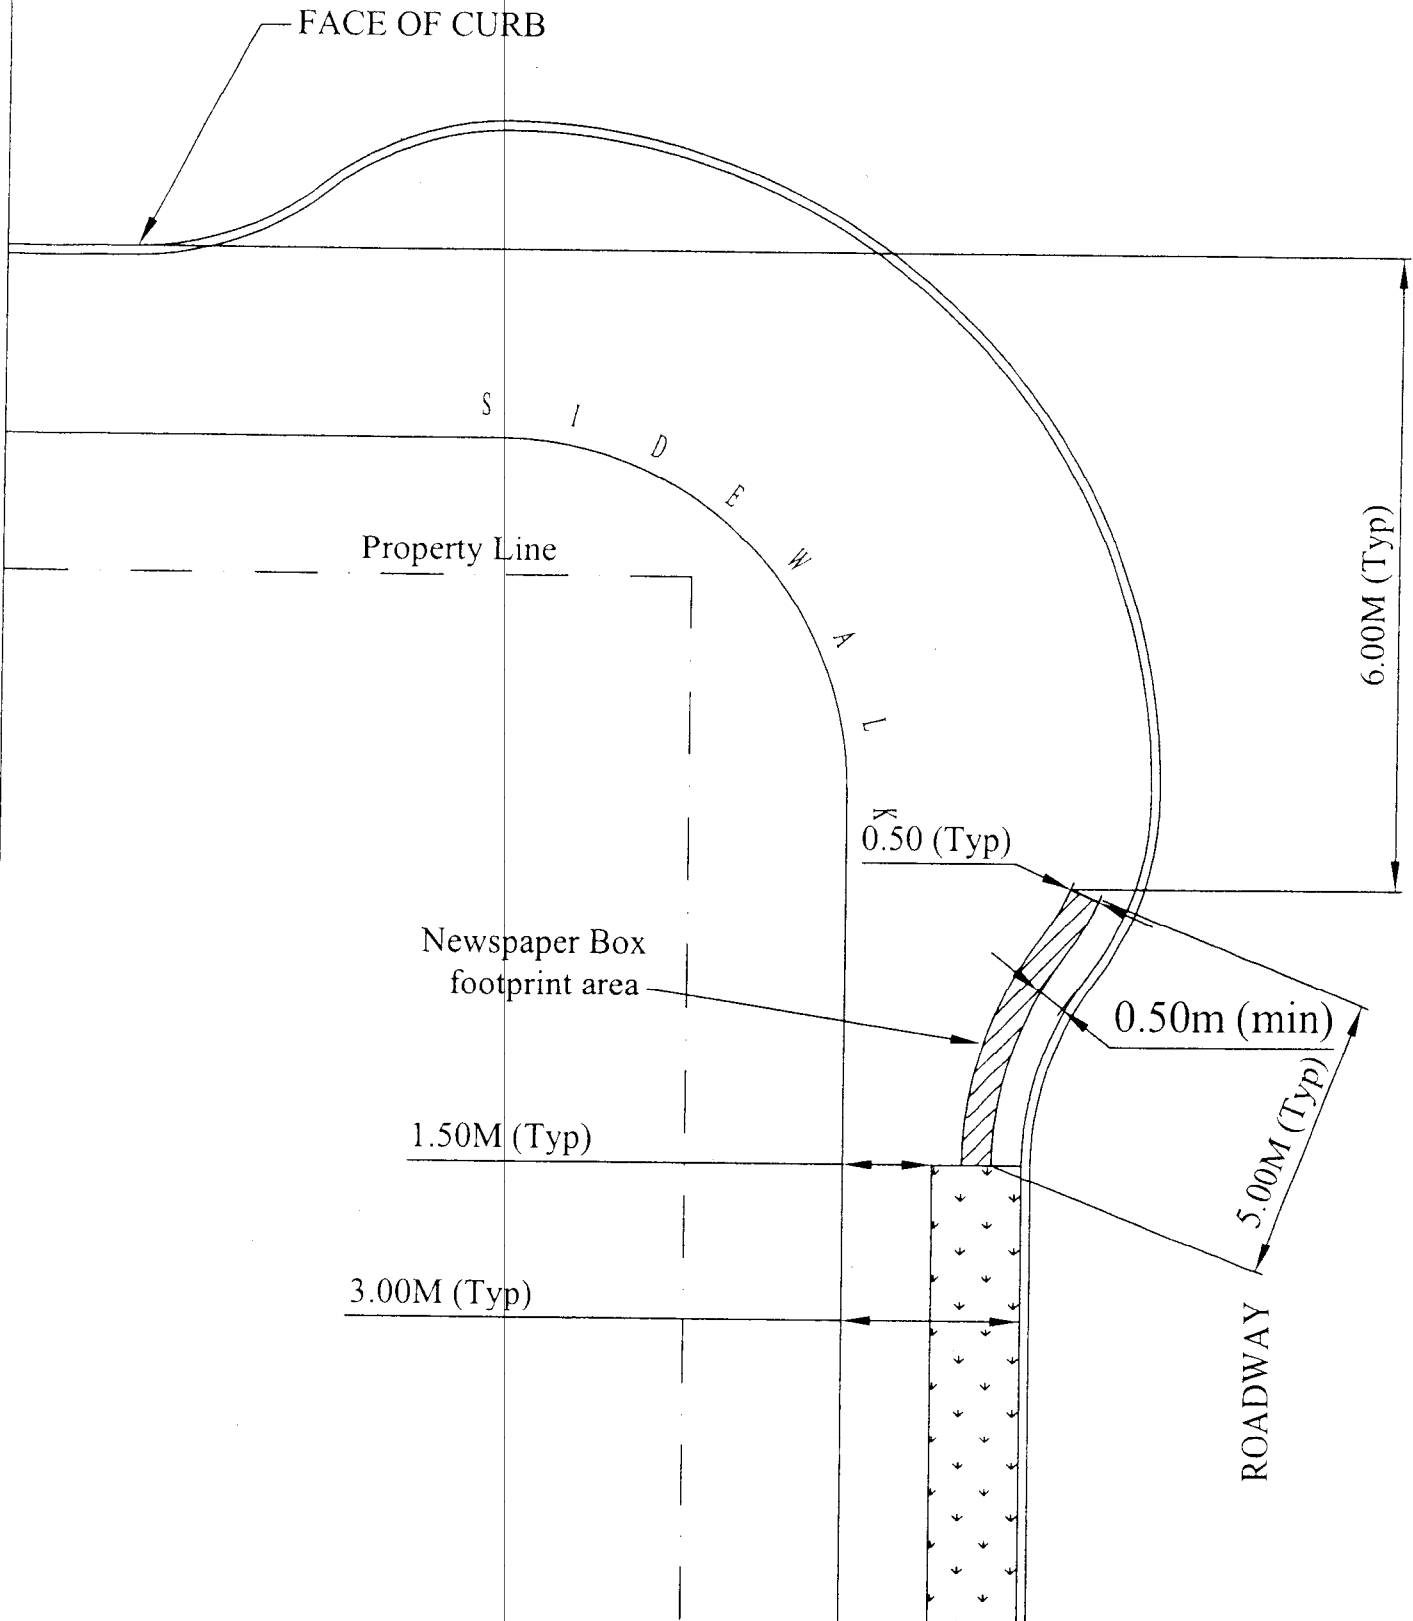 FACE OF CURB
SIDEWALK
Property Line
6.00M (Typ)
0.50 (Typ)
Newspaper Box
footprint area
0.50m (min)
5.00M (Typ)
1.50M (Typ)
3.00M (Typ)
ROADWAY